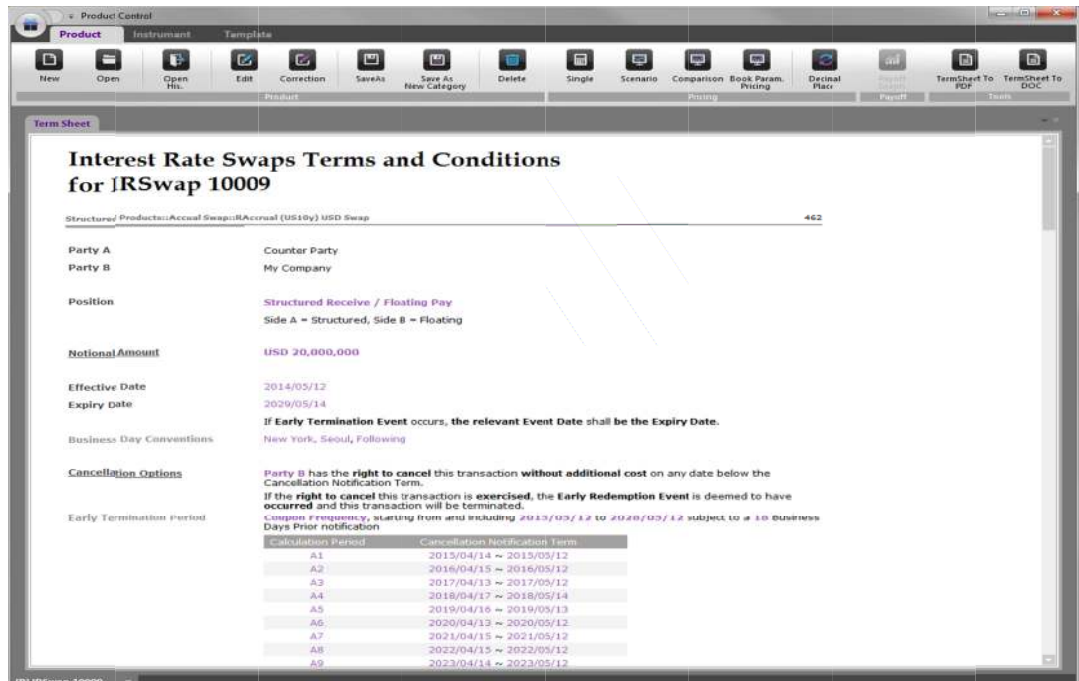 Product Control
Product Instrument Template
New Open Open His. Edit Correction SaveAs Save As New Category Delete Single Scenario Comparison Book Param. Pricing Decimal Place TermSheet To PDF TermSheet To DOC
Product Pricing Payoff Tools
Term Sheet
Interest Rate Swaps Terms and Conditions
for IRSwap 10009
Structured Products::Accrual Swap::RAccrual (US10y) USD Swap 462
Party A Counter Party
Party B My Company
Position Structured Receive / Floating Pay
Side A = Structured, Side B = Floating
Notional Amount USD 20,000,000
Effective Date 2014/05/12
Expiry Date 2029/05/14
If Early Termination Event occurs, the relevant Event Date shall be the Expiry Date.
Business Day Conventions New York, Seoul, Following
Cancellation Options Party B has the right to cancel this transaction without additional cost on any date below the
Cancellation Notification Term.
If the right to cancel this transaction is exercised, the Early Redemption Event is deemed to have
occurred and this transaction will be terminated.
Early Termination Period Coupon Frequency, starting from and including 2015/05/12 to 2028/05/12 subject to a 18 Business
Days Prior notification
Calculation Period Cancellation Notification Term
A1 2015/04/14 ~ 2015/05/12
A2 2016/04/15 ~ 2016/05/12
A3 2017/04/13 ~ 2017/05/12
A4 2018/04/17 ~ 2018/05/14
A5 2019/04/16 ~ 2019/05/13
A6 2020/04/13 ~ 2020/05/12
A7 2021/04/15 ~ 2021/05/12
A8 2022/04/15 ~ 2022/05/12
A9 2023/04/14 ~ 2023/05/12